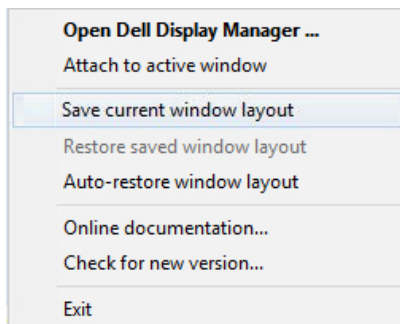 Open Dell Display Manager ...
Attach to active window
Save current window layout
Restore saved window layout
Auto-restore window layout
Online documentation...
Check for new version...
Exit